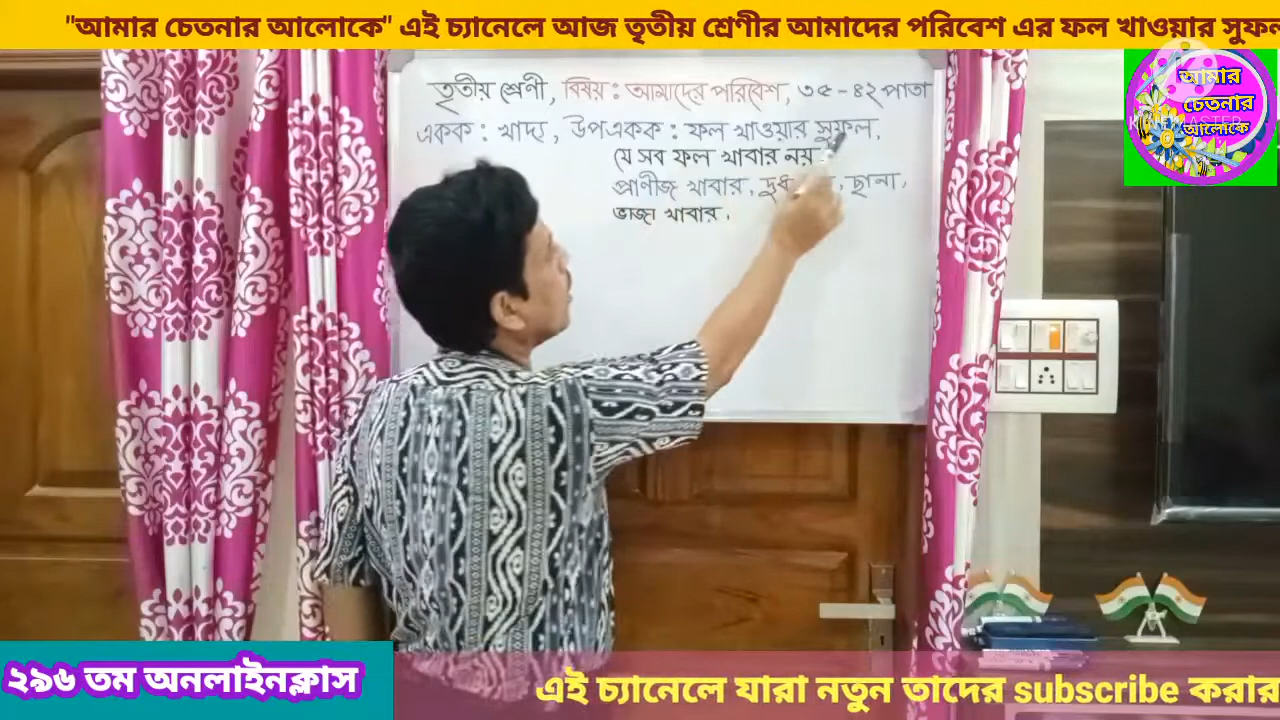 "আমার চেতনার আলোকে" এই চ্যানেলে আজ তৃতীয় শ্রেণীর আমাদের পরিবেশ এর ফল খাওয়ার সুফল
আমার
চেতনার
আলোকে
তৃতীয় শ্রেণী, বিষয় : আমাদের পরিবেশ, ৩৫-৪২ পাতা
একক : খাদ্য, উপএকক : ফল খাওয়ার সুফল,
যে সব ফল খাবার নয়
প্রাণীজ খাবার, দুধ, ছানা,
ভাজা খাবার.
২৯৬ তম অনলাইনক্লাস
এই চ্যানেলে যারা নতুন তাদের subscribe করার